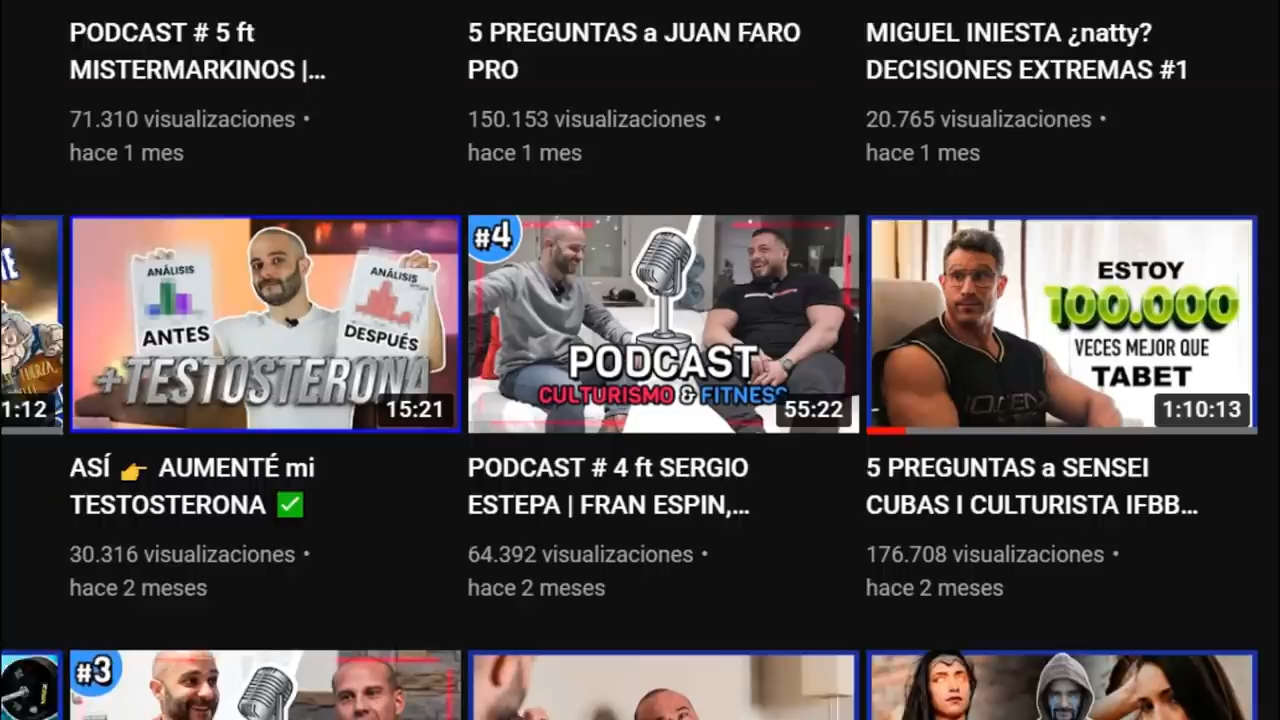 PODCAST # 5 ft
MISTERMARKINOS |...
71.310 visualizaciones •
hace 1 mes
5 PREGUNTAS a JUAN FARO
PRO
150.153 visualizaciones •
hace 1 mes
MIGUEL INIESTA ¿natty?
DECISIONES EXTREMAS #1
20.765 visualizaciones •
hace 1 mes
1:12
ANÁLISIS
ANTES
ANÁLISIS
DESPUÉS
+TESTOSTERONA
15:21
ASÍ 👉 AUMENTÉ mi
TESTOSTERONA ✅
30.316 visualizaciones •
hace 2 meses
#4
PODCAST
CULTURISMO & FITNESS
55:22
PODCAST # 4 ft SERGIO
ESTEPA | FRAN ESPIN,...
64.392 visualizaciones •
hace 2 meses
ESTOY
100.000
VECES MEJOR QUE
TABET
1:10:13
5 PREGUNTAS a SENSEI
CUBAS I CULTURISTA IFBB...
176.708 visualizaciones •
hace 2 meses
#3